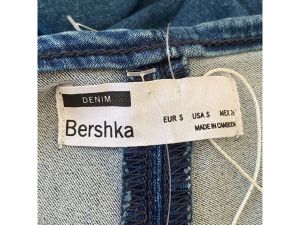 DENIM
Bershka
EUR S USA S MEX 26
MADE IN CAMBODIA